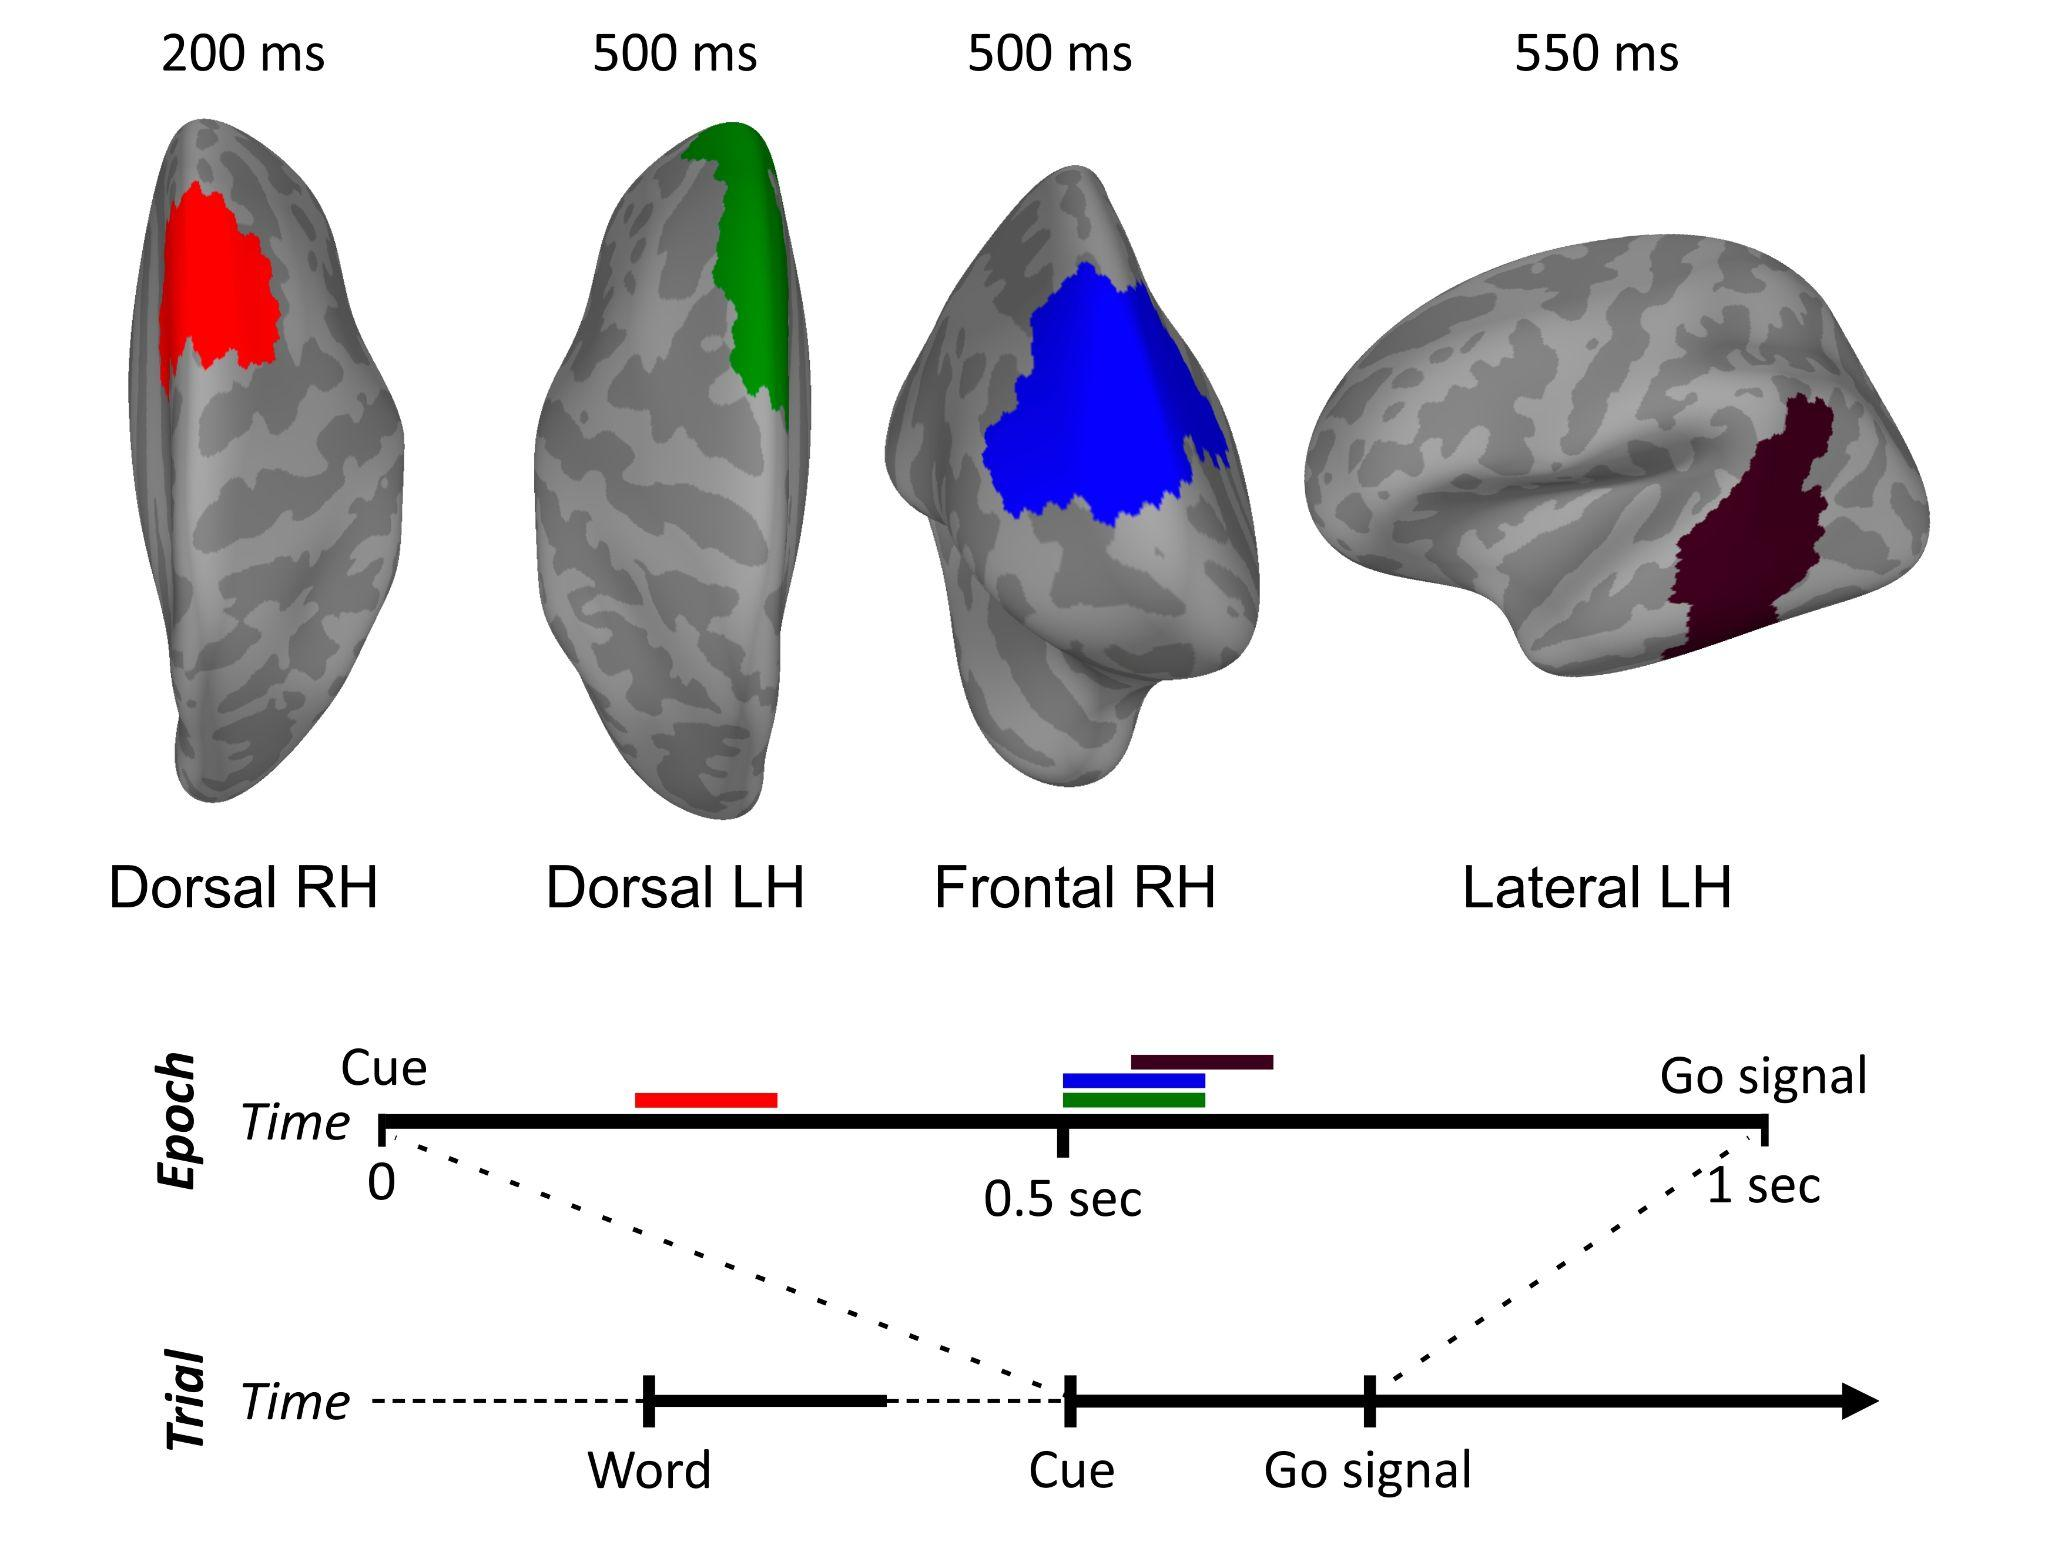 200 ms
500 ms
500 ms
550 ms
Dorsal RH
Dorsal LH
Frontal RH
Lateral LH
Epoch
Cue
Go signal
Time
0
0.5 sec
1 sec
Trial
Time
Word
Cue
Go signal